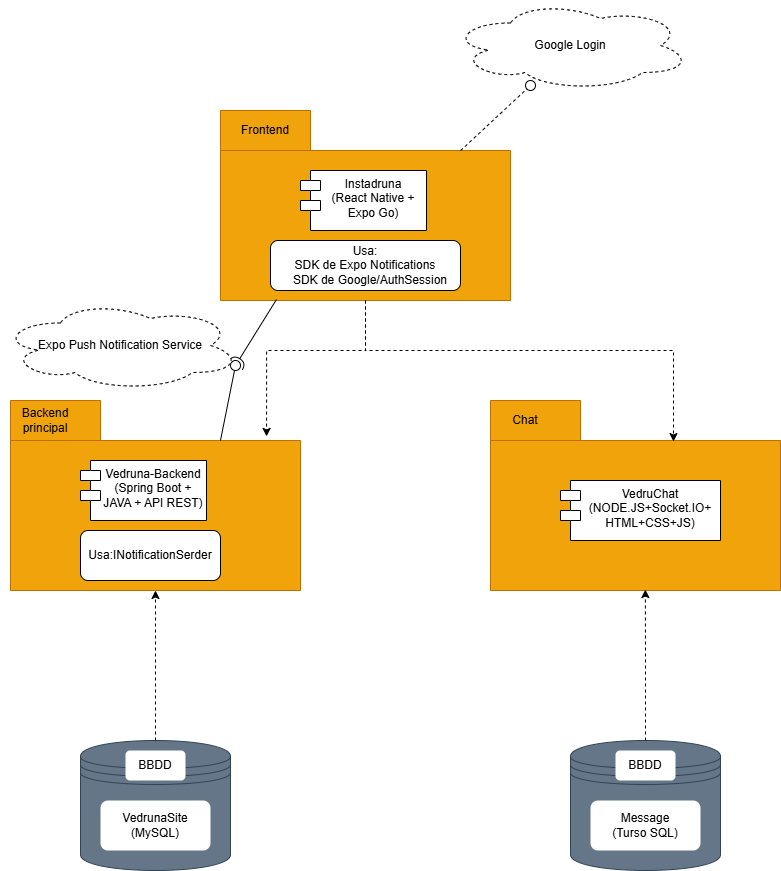 Google Login
Frontend
Instadruna
(React Native +
Expo Go)
Usa:
SDK de Expo Notifications
SDK de Google/AuthSession
Expo Push Notification Service
Backend
principal
Vedruna-Backend
(Spring Boot +
JAVA + API REST)
Usa:INotificationSerder
Chat
VedruChat
(NODE.JS+Socket.IO+
HTML+CSS+JS)
BBDD
VedrunaSite
(MySQL)
BBDD
Message
(Turso SQL)